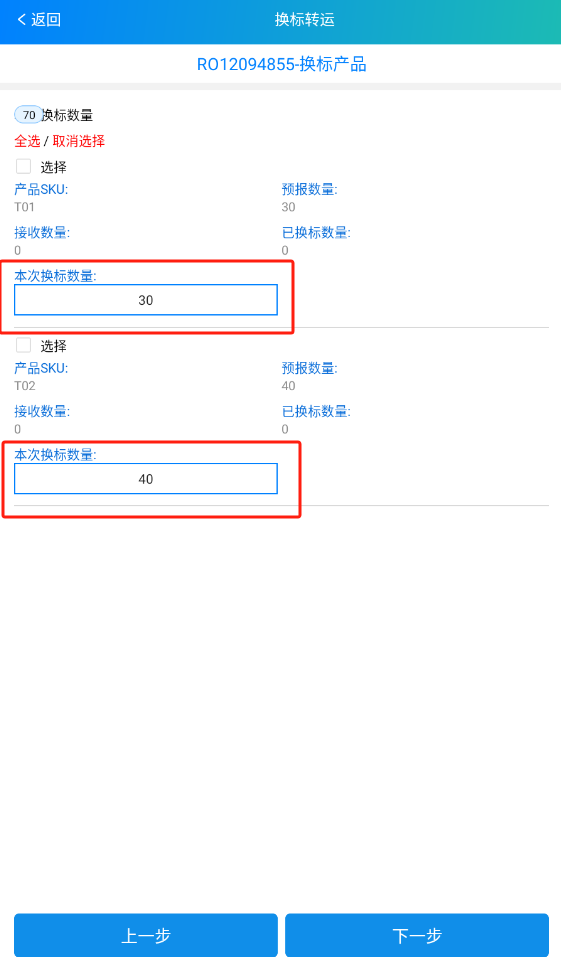 返回 换标转运
RO12094855-换标产品
70 换标数量
全选 / 取消选择
选择
产品SKU: 预报数量:
T01 30
接收数量: 已换标数量:
0 0
本次换标数量:
30
选择
产品SKU: 预报数量:
T02 40
接收数量: 已换标数量:
0 0
本次换标数量:
40
上一步 下一步